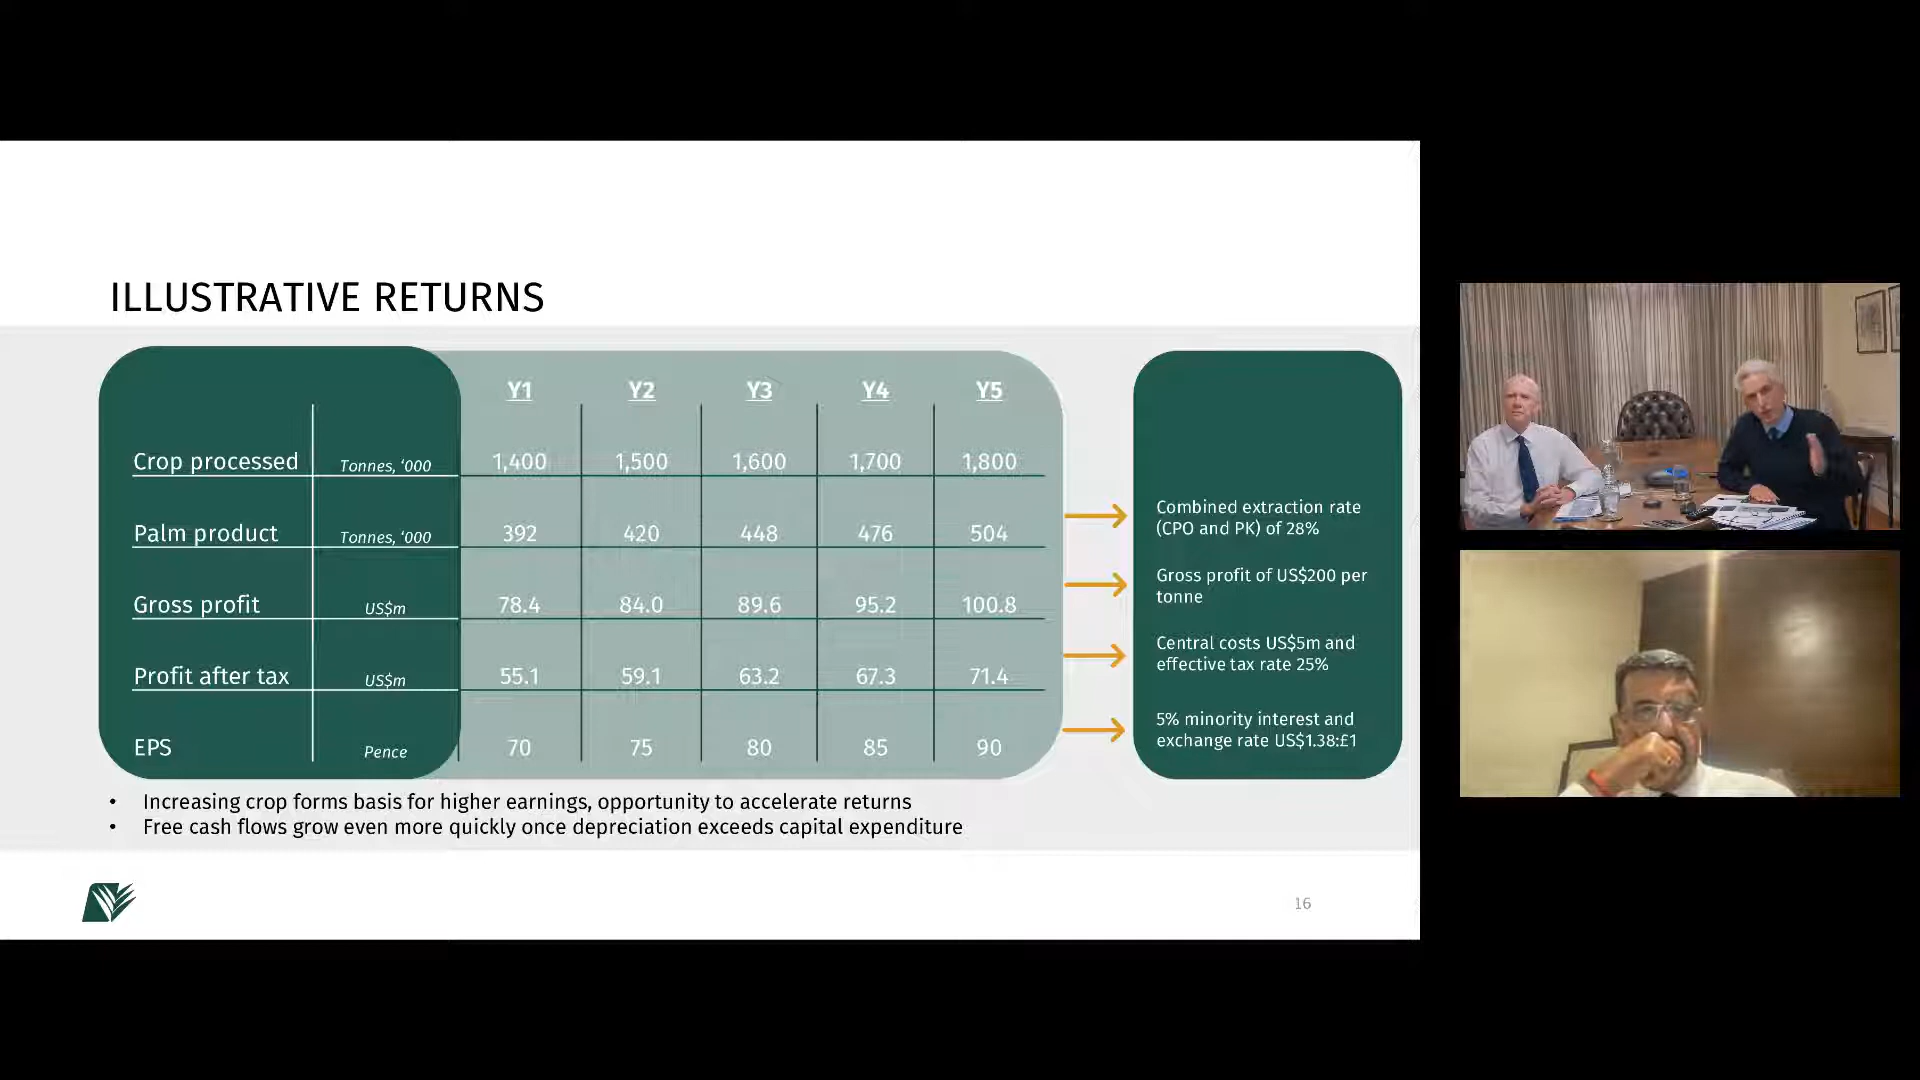 ILLUSTRATIVE RETURNS
Y1 Y2 Y3 Y4 Y5
Crop processed Tonnes, ‘000 1,400 1,500 1,600 1,700 1,800
Palm product Tonnes, ‘000 392 420 448 476 504
Gross profit US$m 78.4 84.0 89.6 95.2 100.8
Profit after tax US$m 55.1 59.1 63.2 67.3 71.4
EPS Pence 70 75 80 85 90
Combined extraction rate
(CPO and PK) of 28%
Gross profit of US$200 per
tonne
Central costs US$5m and
effective tax rate 25%
5% minority interest and
exchange rate US$1.38:£1
• Increasing crop forms basis for higher earnings, opportunity to accelerate returns
• Free cash flows grow even more quickly once depreciation exceeds capital expenditure
16